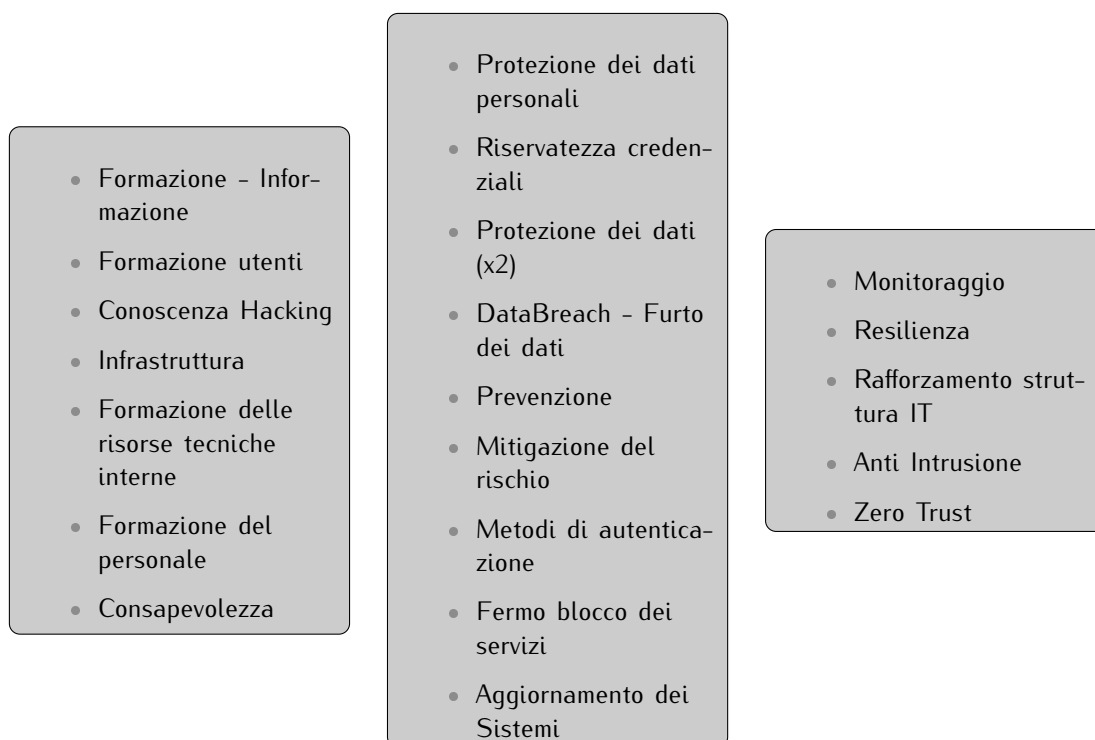 Formazione - Infor-
mazione
Formazione utenti
Conoscenza Hacking
Infrastruttura
Formazione delle
risorse tecniche
interne
Formazione del
personale
Consapevolezza
Protezione dei dati
personali
Riservatezza creden-
ziali
Protezione dei dati
(x2)
DataBreach - Furto
dei dati
Prevenzione
Mitigazione del
rischio
Metodi di autentica-
zione
Fermo blocco dei
servizi
Aggiornamento dei
Sistemi
Monitoraggio
Resilienza
Rafforzamento strut-
tura IT
Anti Intrusione
Zero Trust